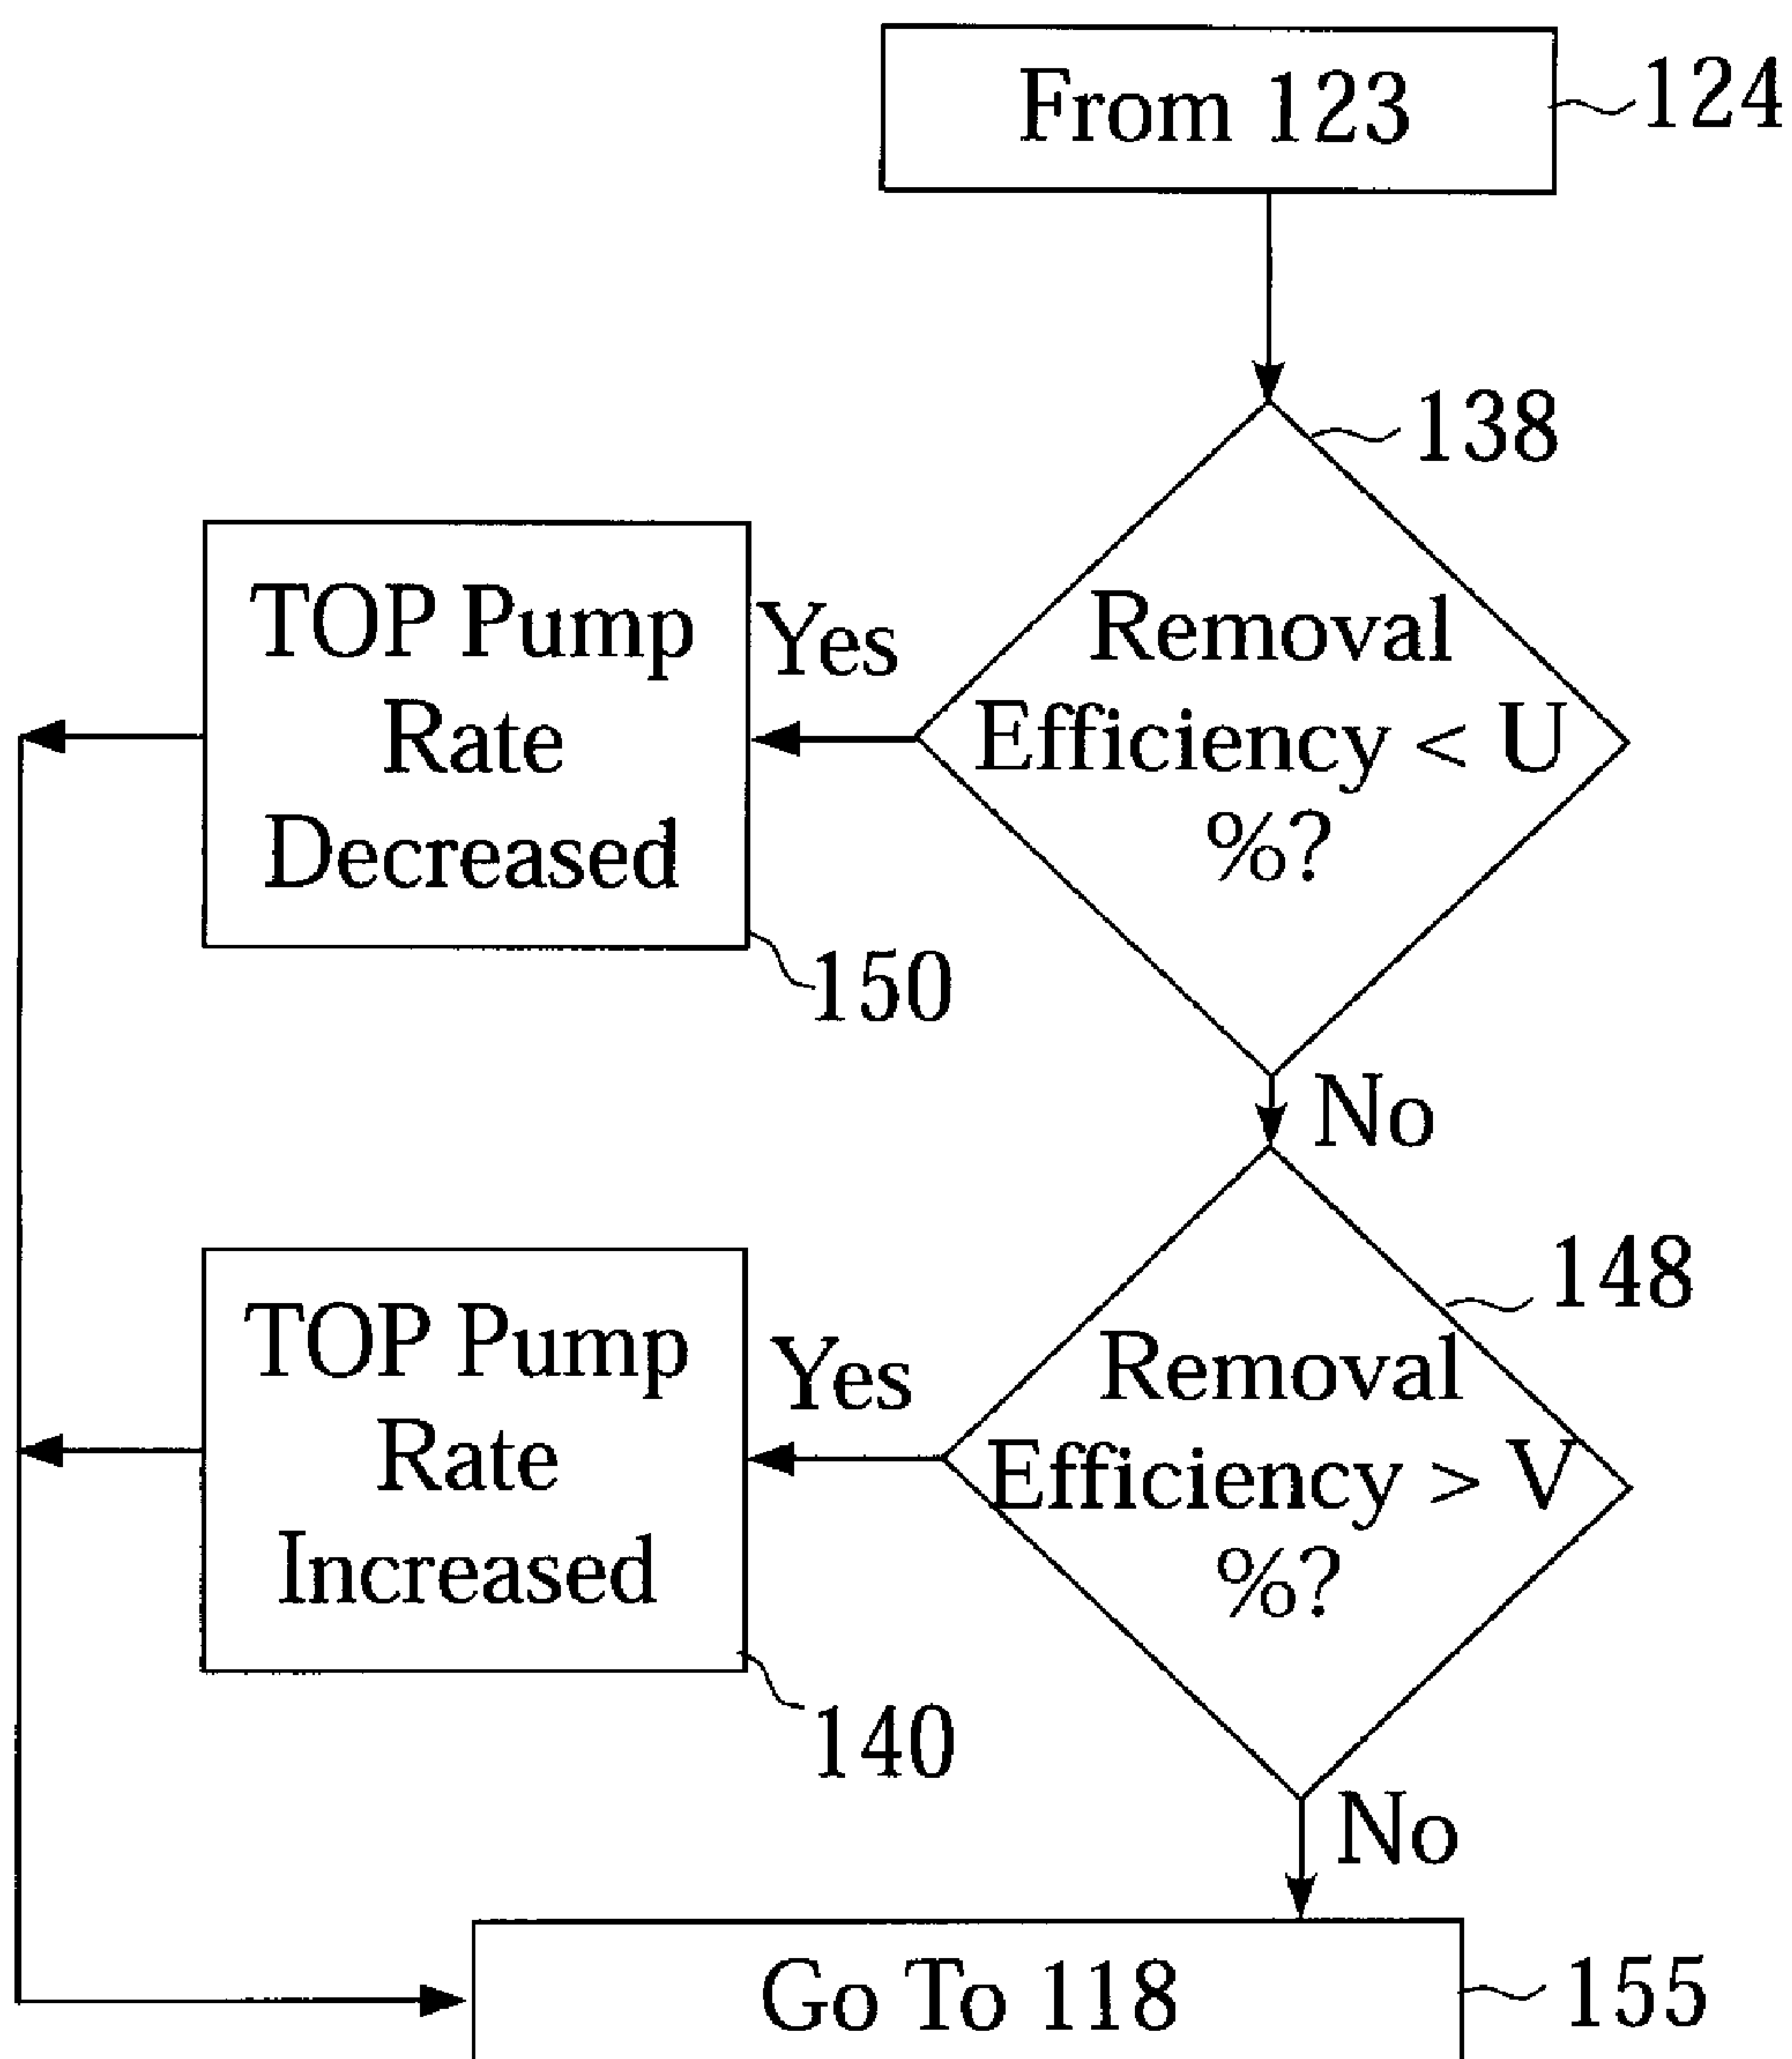 From 123
124
138
Removal
Efficiency < U
%?
Yes
TOP Pump
Rate
Decreased
150
No
148
Removal
Efficiency > V
%?
Yes
TOP Pump
Rate
Increased
140
No
Go To 118
155